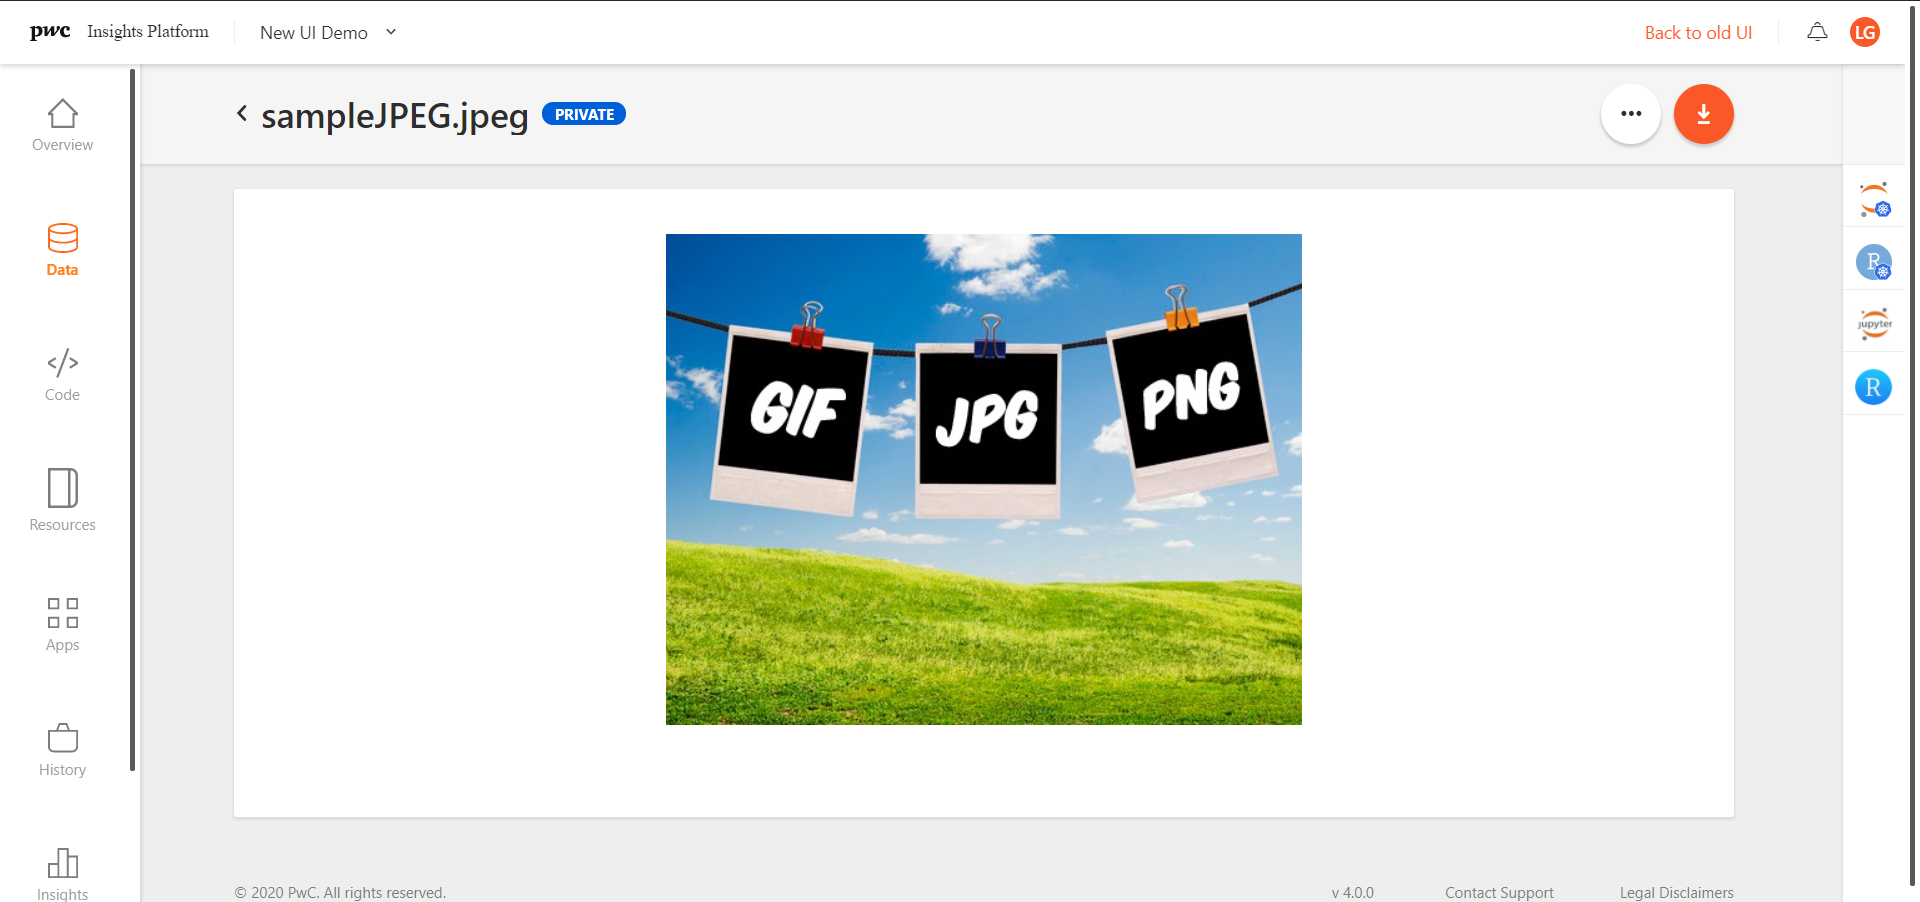 pwc Insights Platform New UI Demo Back to old UI LG
sampleJPEG.jpeg PRIVATE
Overview
Data
Code
Resources
Apps
History
Insights
GIF JPG PNG
R
jupyter
R
© 2020 PwC. All rights reserved. v 4.0.0 Contact Support Legal Disclaimers